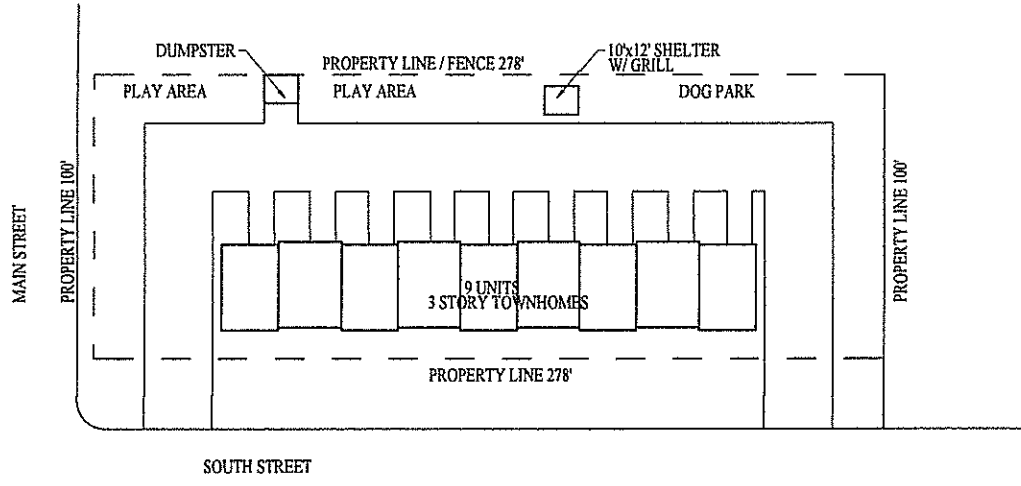 DUMPSTER
PROPERTY LINE / FENCE 278'
10'x12' SHELTER
W/ GRILL
PLAY AREA
PLAY AREA
DOG PARK
MAIN STREET
PROPERTY LINE 100'
PROPERTY LINE 100'
9 UNITS
3 STORY TOWNHOMES
PROPERTY LINE 278'
SOUTH STREET